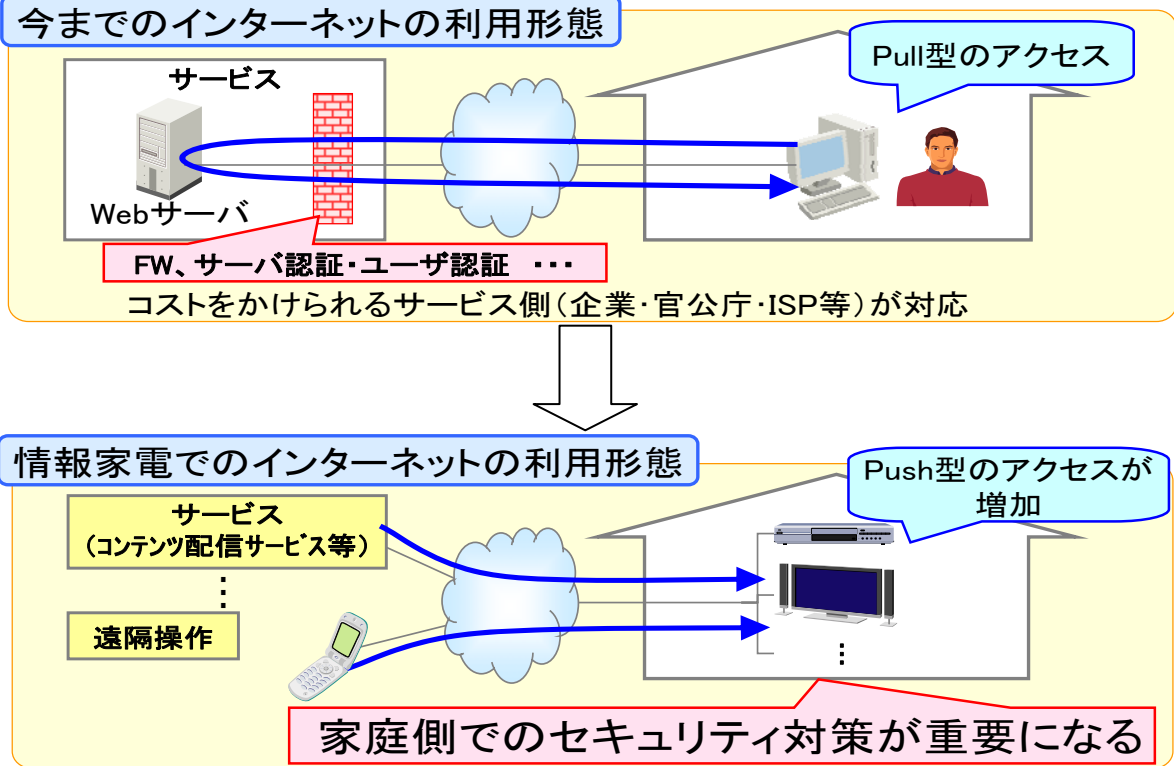 今までのインターネットの利用形態
Pull型のアクセス
サービス
Webサーバ
FW、サーバ認証・ユーザ認証 ・・・
コストをかけられるサービス側(企業・官公庁・ISP等)が対応
情報家電でのインターネットの利用形態
Push型のアクセスが
増加
サービス
(コンテンツ配信サービス等)
⋮
遠隔操作
⋮
家庭側でのセキュリティ対策が重要になる